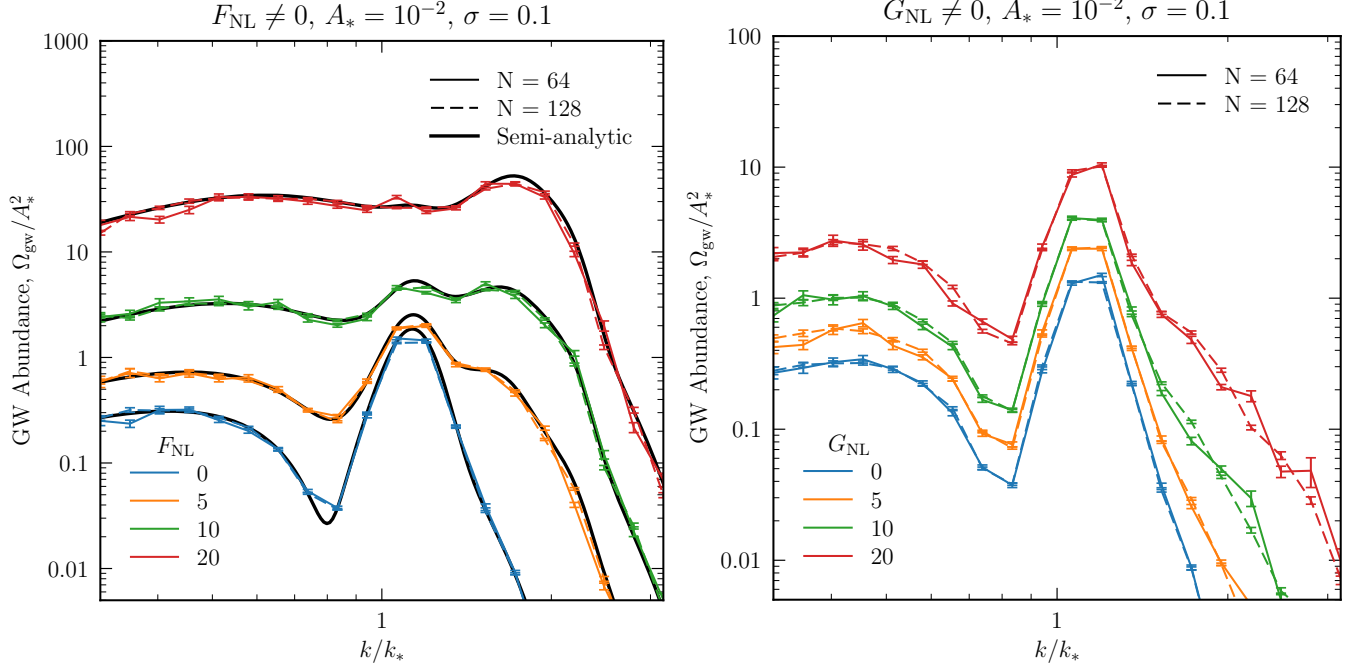 F_NL ≠ 0, A_* = 10^−2, σ = 0.1
GW Abundance, Ω_gw/A_*^2
1000
100
10
1
0.1
0.01
N = 64
N = 128
Semi-analytic
F_NL
0
5
10
20
1
k/k_*
G_NL ≠ 0, A_* = 10^−2, σ = 0.1
GW Abundance, Ω_gw/A_*^2
100
10
1
0.1
0.01
N = 64
N = 128
G_NL
0
5
10
20
1
k/k_*